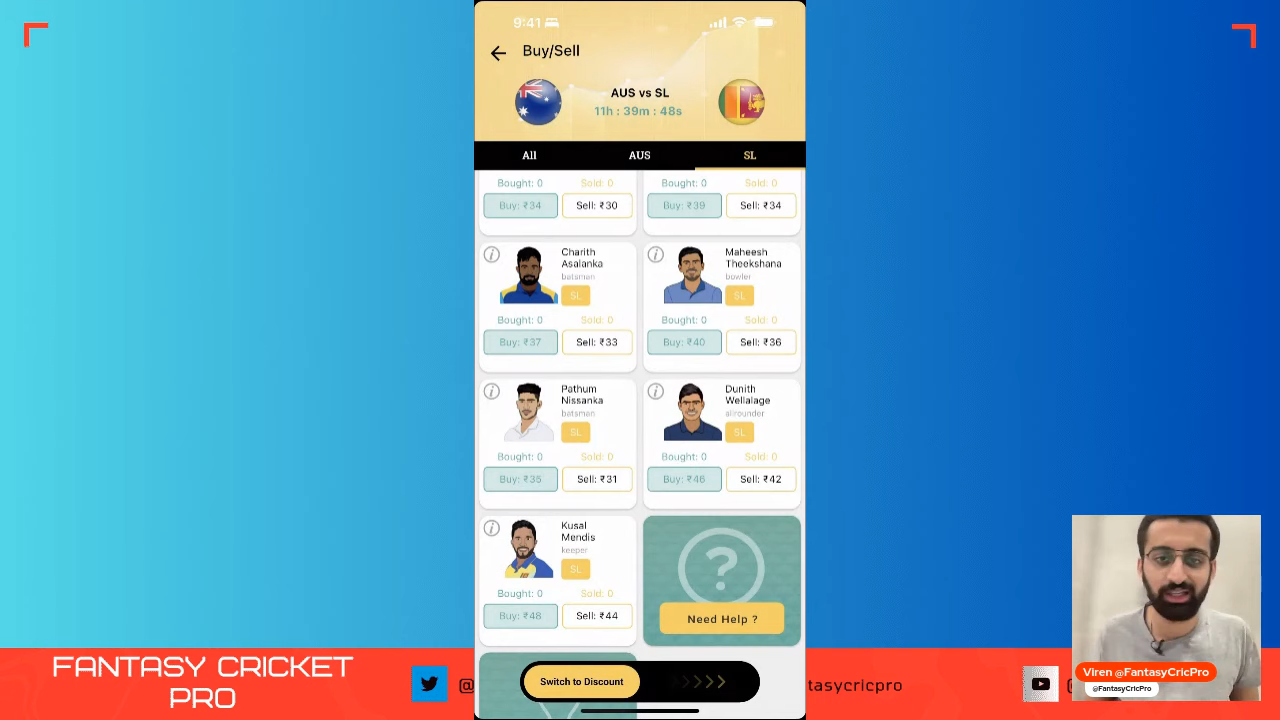 9:41
Buy/Sell
AUS vs SL
11h : 39m : 48s
All AUS SL
Bought: 0 Sold: 0 Bought: 0 Sold: 0
Buy: ₹34 Sell: ₹30 Buy: ₹39 Sell: ₹34
Charith
Asalanka
batsman
SL
Maheesh
Theekshana
bowler
SL
Bought: 0 Sold: 0 Bought: 0 Sold: 0
Buy: ₹37 Sell: ₹33 Buy: ₹40 Sell: ₹36
Pathum
Nissanka
batsman
SL
Dunith
Wellalage
allrounder
SL
Bought: 0 Sold: 0 Bought: 0 Sold: 0
Buy: ₹35 Sell: ₹31 Buy: ₹46 Sell: ₹42
Kusal
Mendis
keeper
SL
Bought: 0 Sold: 0
Buy: ₹48 Sell: ₹44
?
Need Help ?
Switch to Discount >>>>>
FANTASY CRICKET
PRO
@
tasycricpro
Viren @FantasyCricPro
@FantasyCricPro